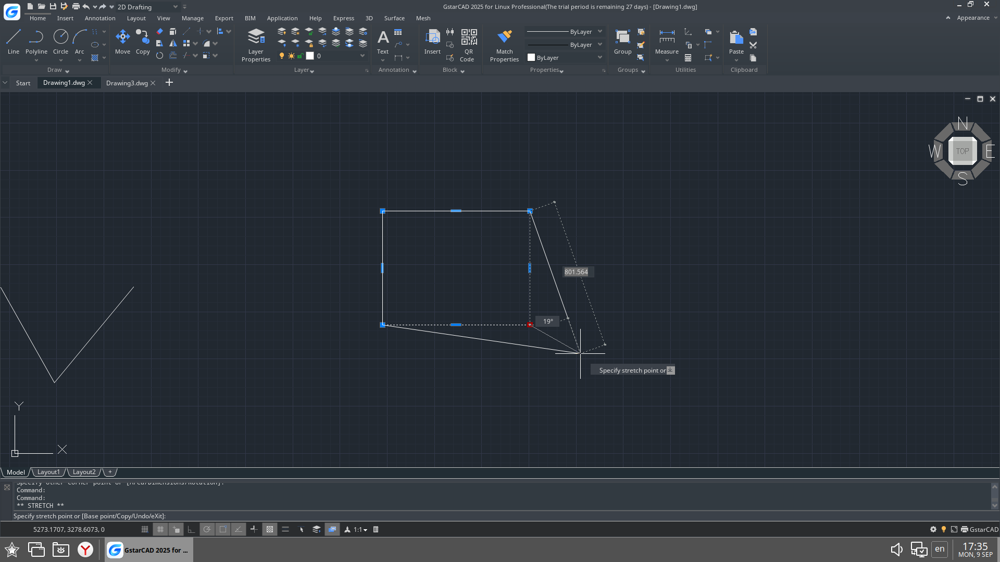 2D Drafting
GstarCAD 2025 for Linux Professional(The trial period is remaining 27 days) - [Drawing1.dwg]
Home Insert Annotation Layout View Manage Export BIM Application Help Express 3D Surface Mesh Appearance
Line Polyline Circle Arc
Draw
Move Copy
Modify
Layer Properties
0
Layer
Text
Annotation
Insert
QR Code
Block
Match Properties
ByLayer
ByLayer
ByLayer
Properties
Group
Groups
Measure
Utilities
Paste
Clipboard
Start Drawing1.dwg Drawing3.dwg
N
W TOP E
S
801.564
19°
Specify stretch point or
Y
X
Model Layout1 Layout2 +
Specify other corner point or [Area/Dimensions/Rotation]:
Command:
Command:
** STRETCH **
Specify stretch point or [Base point/Copy/Undo/eXit]:
5273.1707, 3278.6073, 0
1:1
GstarCAD
GstarCAD 2025 for ...
en
17:35
MON, 9 SEP